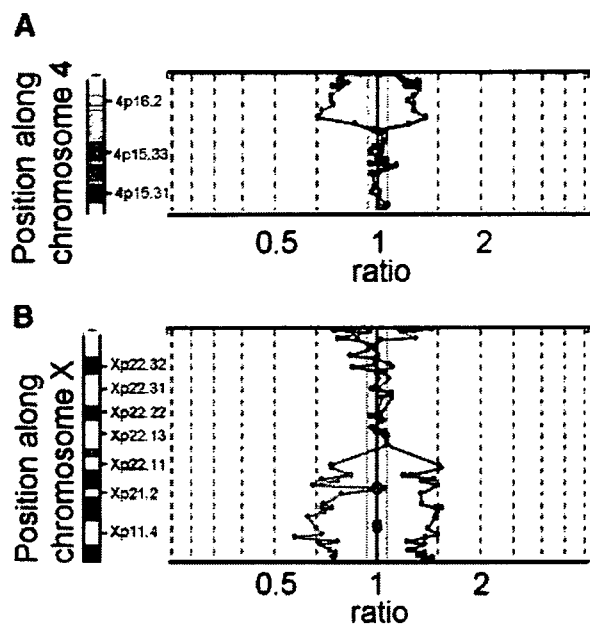 A
Position along
chromosome 4
4p16.2
4p15.33
4p15.31
0.5
1
2
ratio
B
Position along
chromosome X
Xp22.32
Xp22.31
Xp22.22
Xp22.13
Xp22.11
Xp21.2
Xp11.4
0.5
1
2
ratio